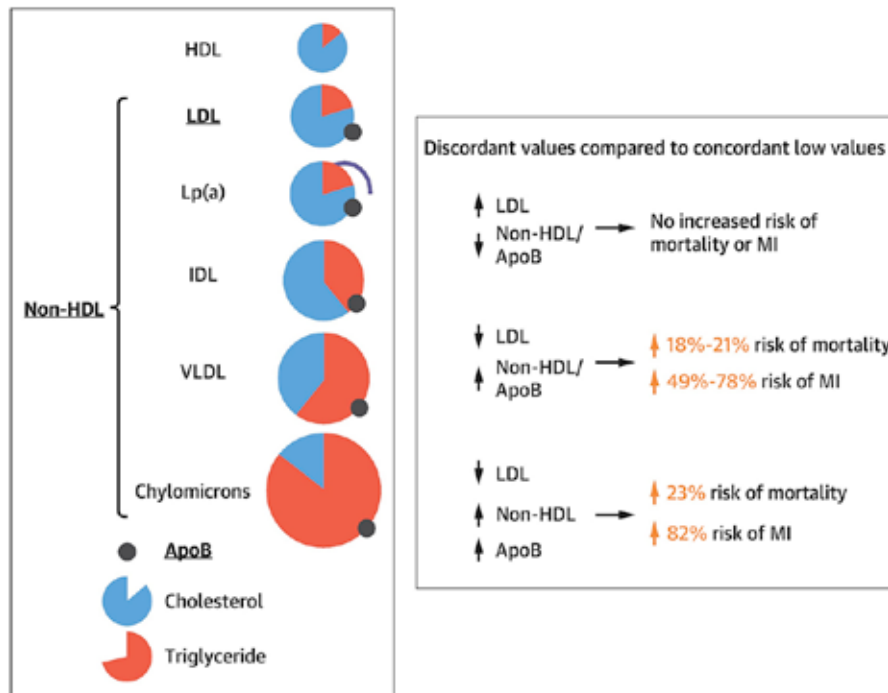 HDL
LDL
Lp(a)
IDL
Non-HDL
VLDL
Chylomicrons
ApoB
Cholesterol
Triglyceride
Discordant values compared to concordant low values
LDL
Non-HDL/
ApoB
No increased risk of
mortality or MI
LDL
Non-HDL/
ApoB
18%-21% risk of mortality
49%-78% risk of MI
LDL
Non-HDL
ApoB
23% risk of mortality
82% risk of MI